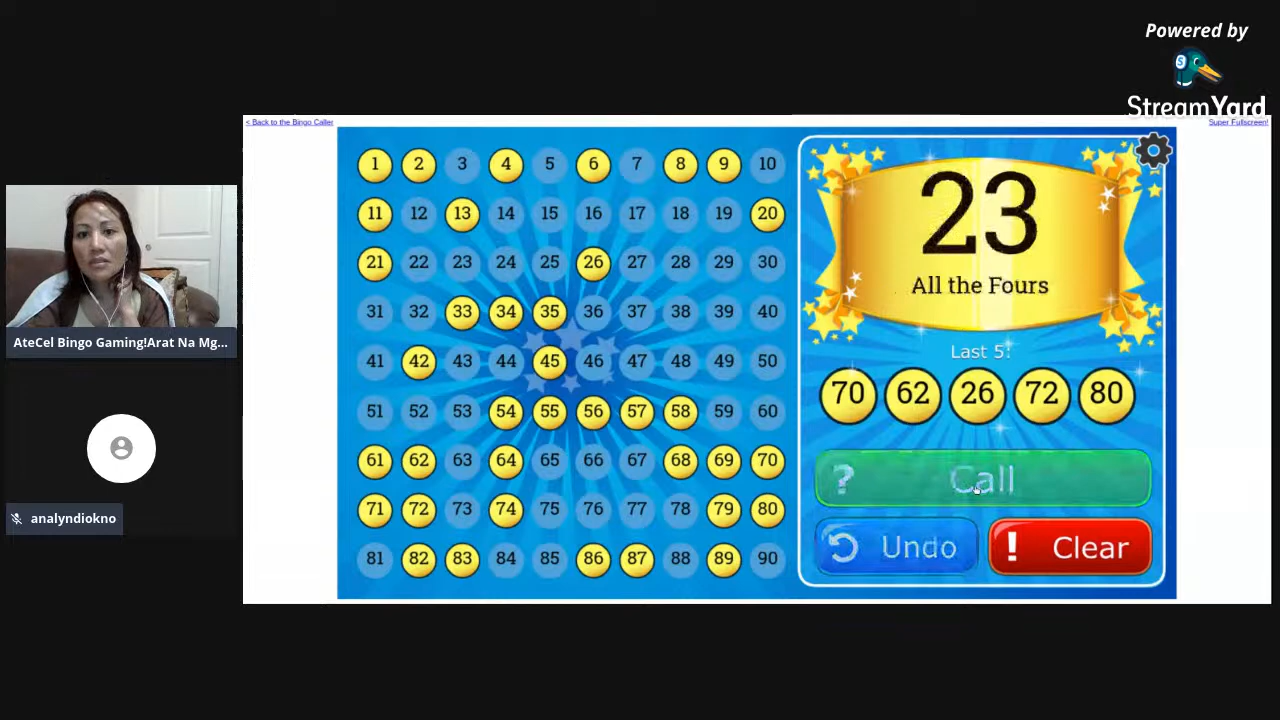 Powered by
StreamYard
< Back to the Bingo Caller
Super Fullscreen!
1 2 3 4 5 6 7 8 9 10
11 12 13 14 15 16 17 18 19 20
21 22 23 24 25 26 27 28 29 30
31 32 33 34 35 36 37 38 39 40
41 42 43 44 45 46 47 48 49 50
51 52 53 54 55 56 57 58 59 60
61 62 63 64 65 66 67 68 69 70
71 72 73 74 75 76 77 78 79 80
81 82 83 84 85 86 87 88 89 90
23
All the Fours
Last 5:
70 62 26 72 80
? Call
Undo
! Clear
AteCel Bingo Gaming!Arat Na Mg...
analyndiokno